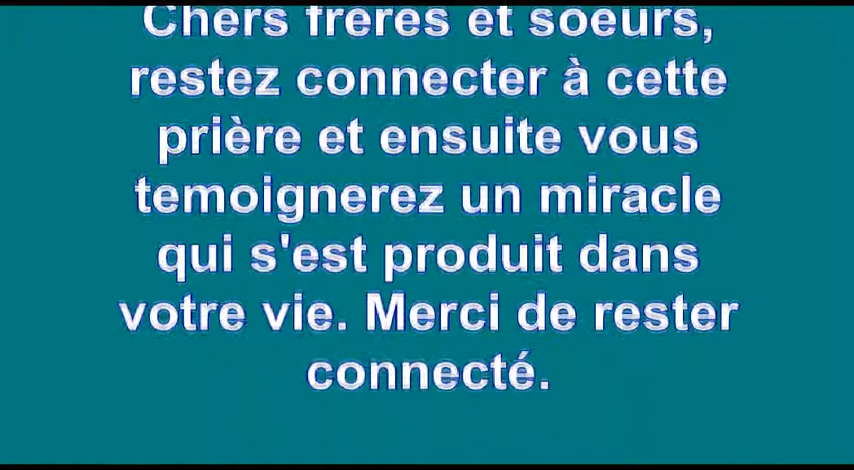 Chers frères et soeurs,
restez connecter à cette
prière et ensuite vous
temoignerez un miracle
qui s'est produit dans
votre vie. Merci de rester
connecté.